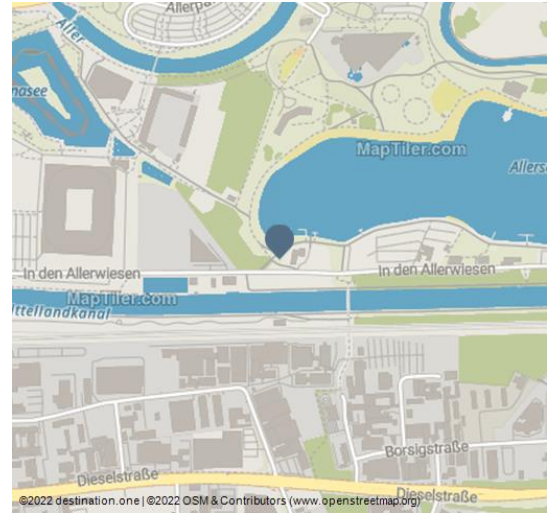 Allerpa
Aller
nasee
MapTiler.com
Allers
In den Allerwiesen
In den Allerwiesen
MapTiler.com
ittellandkanal
Borsigstraße
Dieselstraße
Dieselstraße
©2022 destination.one | ©2022 OSM & Contributors (www.openstreetmap.org)